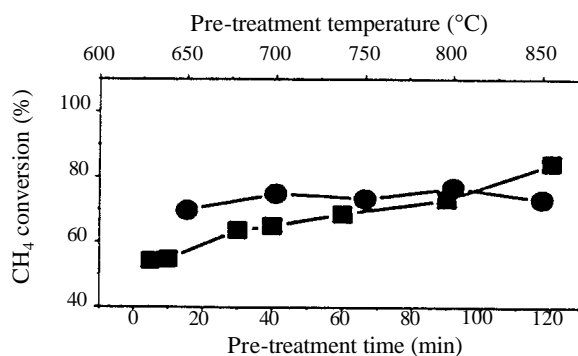 Pre-treatment temperature (°C)
600 650 700 750 800 850
CH₄ conversion (%)
100
80
60
40
0 20 40 60 80 100 120
Pre-treatment time (min)